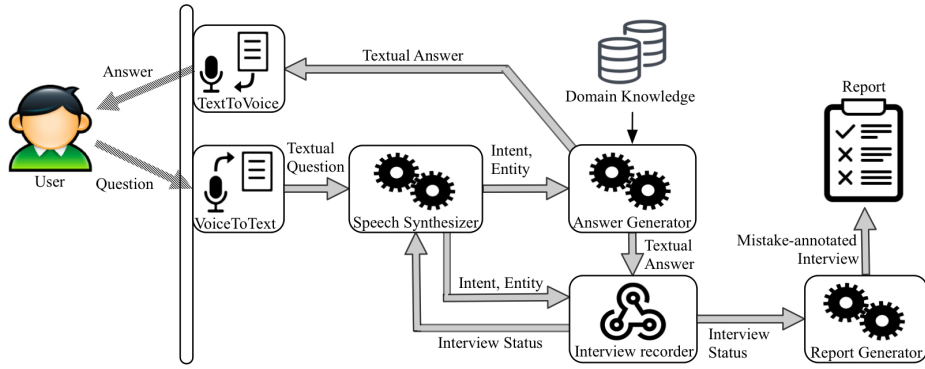 Textual Answer
Answer
TextToVoice
Domain Knowledge
Report
User
Question
VoiceToText
Textual
Question
Speech Synthesizer
Intent,
Entity
Answer Generator
Textual
Answer
Mistake-annotated
Interview
Intent, Entity
Interview Status
Interview recorder
Interview
Status
Report Generator